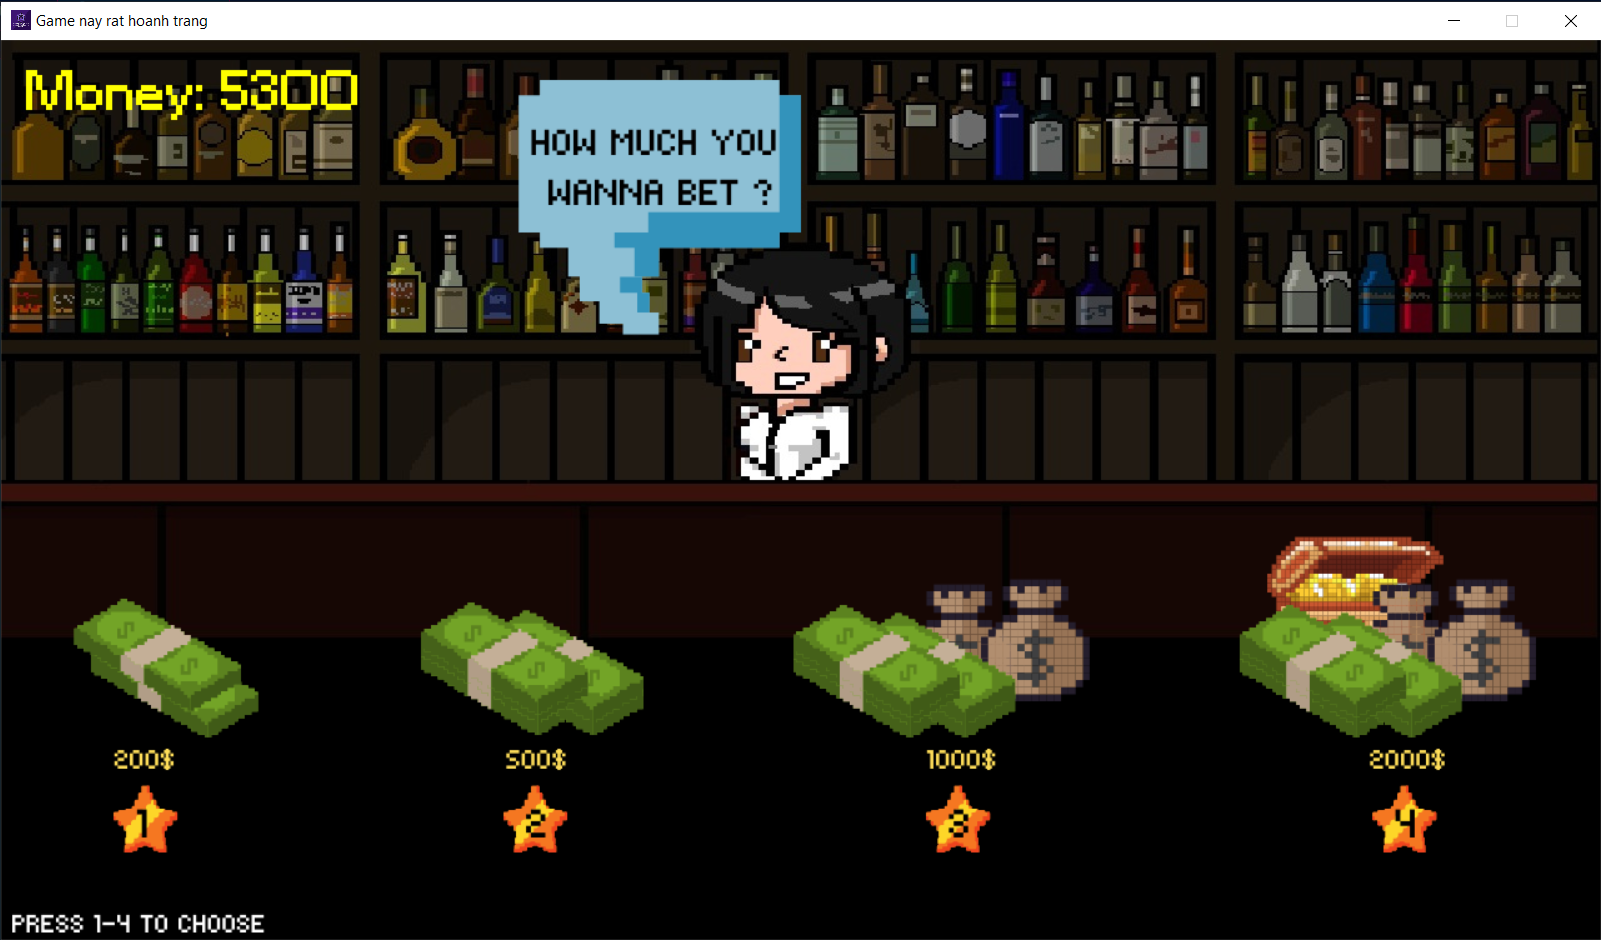 Game nay rat hoanh trang
Money: 5300
HOW MUCH YOU
WANNA BET ?
200$
500$
1000$
2000$
1
2
3
4
PRESS 1-4 TO CHOOSE